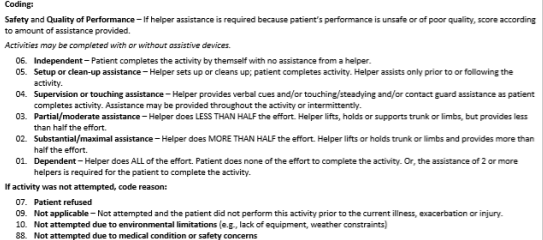 Coding:
Safety and Quality of Performance – If helper assistance is required because patient's performance is unsafe or of poor quality, score according
to amount of assistance provided.
Activities may be completed with or without assistive devices.
06. Independent – Patient completes the activity by themself with no assistance from a helper.
05. Setup or clean-up assistance – Helper sets up or cleans up; patient completes activity. Helper assists only prior to or following the
activity.
04. Supervision or touching assistance – Helper provides verbal cues and/or touching/steadying and/or contact guard assistance as patient
completes activity. Assistance may be provided throughout the activity or intermittently.
03. Partial/moderate assistance – Helper does LESS THAN HALF the effort. Helper lifts, holds or supports trunk or limbs, but provides less
than half the effort.
02. Substantial/maximal assistance – Helper does MORE THAN HALF the effort. Helper lifts or holds trunk or limbs and provides more than
half the effort.
01. Dependent – Helper does ALL of the effort. Patient does none of the effort to complete the activity. Or, the assistance of 2 or more
helpers is required for the patient to complete the activity.
If activity was not attempted, code reason:
07. Patient refused
09. Not applicable – Not attempted and the patient did not perform this activity prior to the current illness, exacerbation or injury.
10. Not attempted due to environmental limitations (e.g., lack of equipment, weather constraints)
88. Not attempted due to medical condition or safety concerns